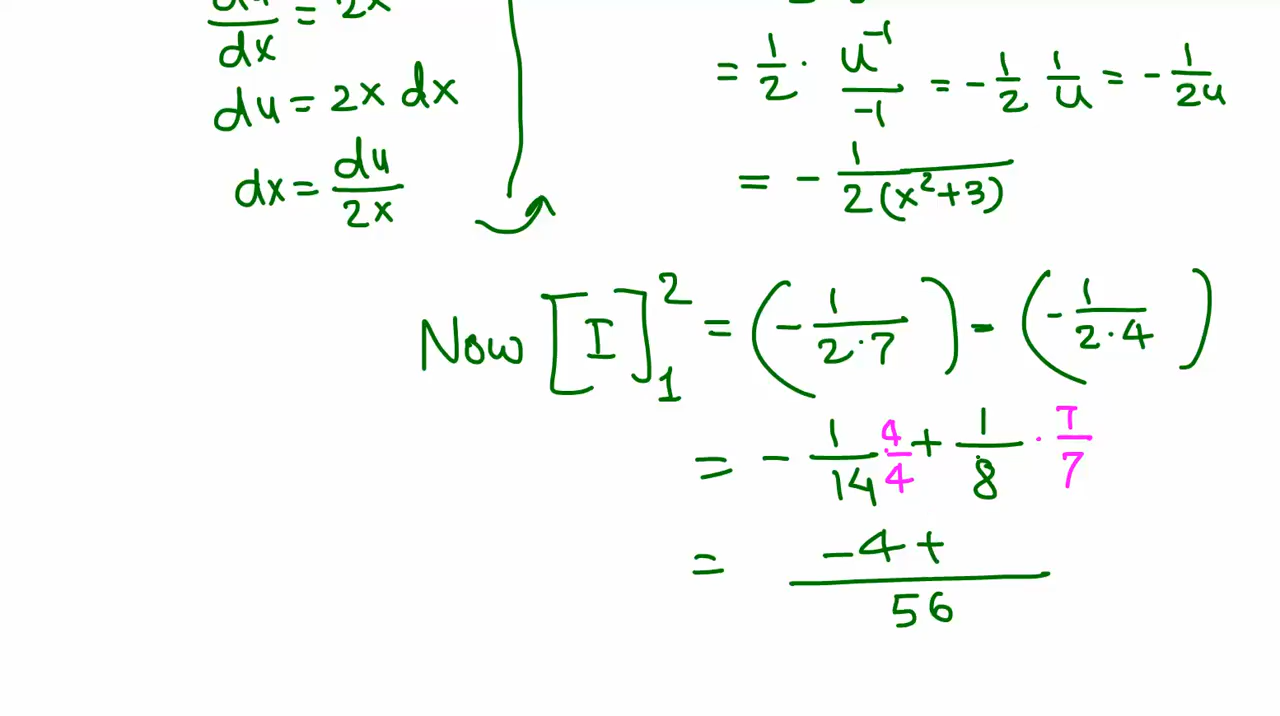 du/dx = 2x
du = 2x dx
dx = du/2x
= 1/2 · u⁻¹/-1 = - 1/2 1/u = - 1/2u
= - 1/2(x²+3)
Now [I]₁² = (- 1/2·7) - (- 1/2·4)
= - 1/14 4/4 + 1/8 · 7/7
= -4+/56